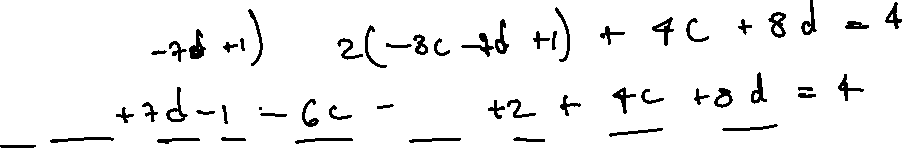 -7d +1) 2(-3c -7d +1) + 4c + 8d = 4
+7d-1 - 6c - +2 + 4c +8d = 4